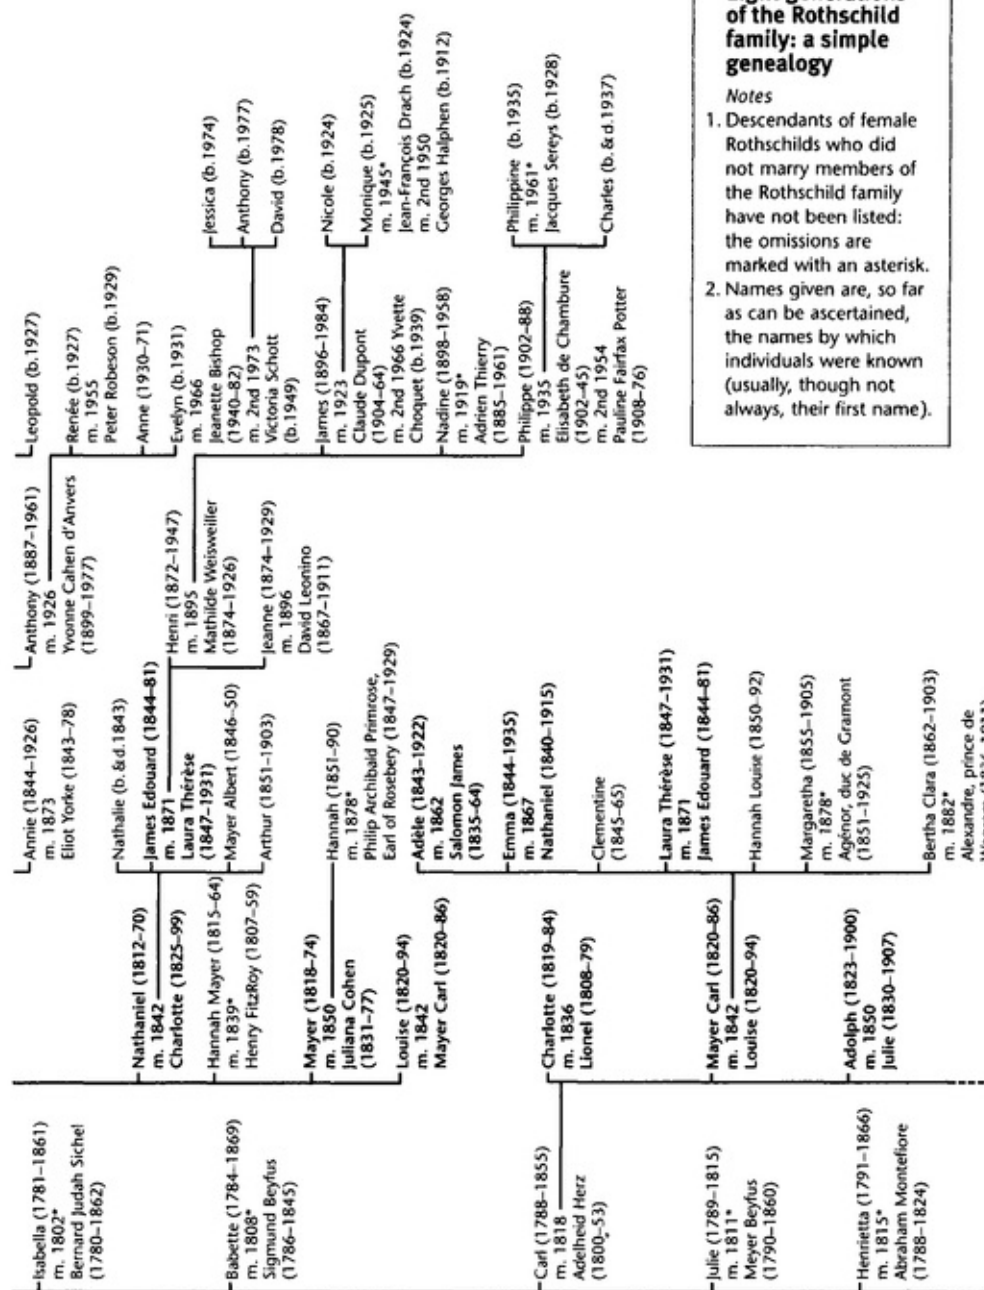 of the Rothschild
family: a simple
genealogy
Notes
1. Descendants of female
Rothschilds who did
not marry members of
the Rothschild family
have not been listed:
the omissions are
marked with an asterisk.
2. Names given are, so far
as can be ascertained,
the names by which
individuals were known
(usually, though not
always, their first name).
Jessica (b.1974)
Anthony (b.1977)
David (b.1978)
Nicole (b.1924)
Monique (b.1925)
m. 1945*
Jean-François Drach (b.1924)
m. 2nd 1950
Georges Halphen (b.1912)
Philippine (b.1935)
m. 1961*
Jacques Sereys (b.1928)
Charles (b. & d.1937)
Leopold (b.1927)
Renée (b.1927)
m. 1955
Peter Robeson (b.1929)
Anne (1930–71)
Evelyn (b.1931)
m. 1966
Jeanette Bishop
(1940–82)
m. 2nd 1973
Victoria Schott
(b.1949)
James (1896–1984)
m. 1923
Claude Dupont
(1904–64)
m. 2nd 1966 Yvette
Choquet (b.1939)
Nadine (1898–1958)
m. 1919*
Adrien Thierry
(1885–1961)
Philippe (1902–88)
m. 1935
Elisabeth de Chambure
(1902–45)
m. 2nd 1954
Pauline Fairfax Potter
(1908–76)
Anthony (1887–1961)
m. 1926
Yvonne Cahen d'Anvers
(1899–1977)
Henri (1872–1947)
m. 1895
Mathilde Weisweiller
(1874–1926)
Jeanne (1874–1929)
m. 1896
David Leonino
(1867–1911)
Annie (1844–1926)
m. 1873
Eliot Yorke (1843–78)
Nathalie (b. & d.1843)
James Edouard (1844–81)
m. 1871
Laura Thérèse
(1847–1931)
Mayer Albert (1846–50)
Arthur (1851–1903)
Hannah (1851–90)
m. 1878*
Philip Archibald Primrose,
Earl of Rosebery (1847–1929)
Adèle (1843–1922)
m. 1862
Salomon James
(1835–64)
Emma (1844–1935)
m. 1867
Nathaniel (1840–1915)
Clementine
(1845–65)
Laura Thérèse (1847–1931)
m. 1871
James Edouard (1844–81)
Hannah Louise (1850–92)
Margaretha (1855–1905)
m. 1878*
Agénor, duc de Gramont
(1851–1925)
Bertha Clara (1862–1903)
m. 1882*
Alexandre, prince de
Nathaniel (1812–70)
m. 1842
Charlotte (1825–99)
Hannah Mayer (1815–64)
m. 1839*
Henry FitzRoy (1807–59)
Mayer (1818–74)
m. 1850
Juliana Cohen
(1831–77)
Louise (1820–94)
m. 1842
Mayer Carl (1820–86)
Charlotte (1819–84)
m. 1836
Lionel (1808–79)
Mayer Carl (1820–86)
m. 1842
Louise (1820–94)
Adolph (1823–1900)
m. 1850
Julie (1830–1907)
Isabella (1781–1861)
m. 1802*
Bernard Judah Sichel
(1780–1862)
Babette (1784–1869)
m. 1808*
Sigmund Beyfus
(1786–1845)
Carl (1788–1855)
m. 1818
Adelheid Herz
(1800–53)
Julie (1789–1815)
m. 1811*
Meyer Beyfus
(1790–1860)
Henrietta (1791–1866)
m. 1815*
Abraham Montefiore
(1788–1824)